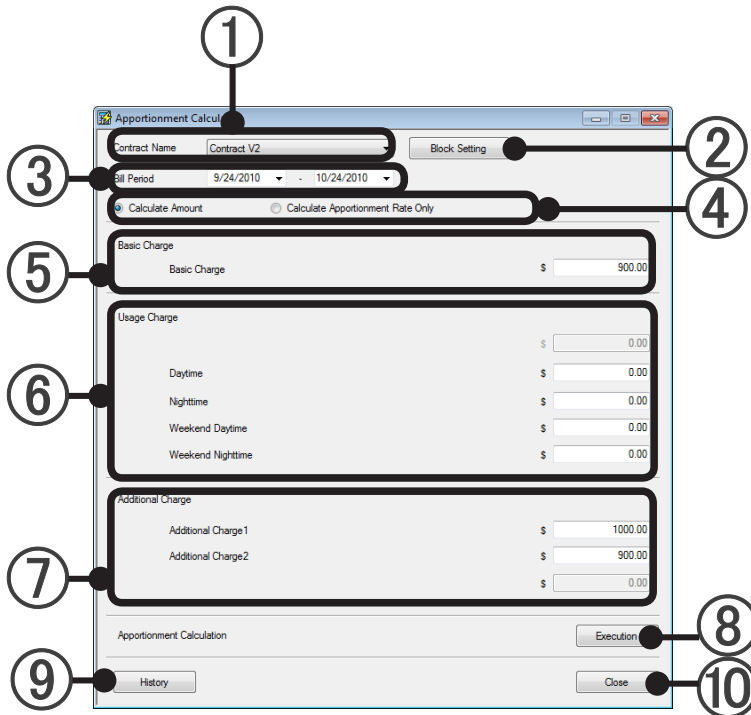 ①
Apportionment Calcul
Contract Name Contract V2 Block Setting ②
③ Bill Period 9/24/2010 - 10/24/2010
Calculate Amount Calculate Apportionment Rate Only ④
Basic Charge
⑤ Basic Charge $ 900.00
Usage Charge
$ 0.00
Daytime $ 0.00
⑥ Nighttime $ 0.00
Weekend Daytime $ 0.00
Weekend Nighttime $ 0.00
Additional Charge
Additional Charge1 $ 1000.00
Additional Charge2 $ 900.00
⑦ $ 0.00
Apportionment Calculation Execution ⑧
⑨ History Close ⑩